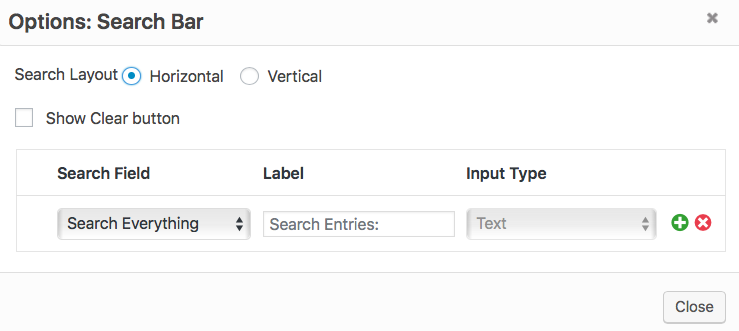 Options: Search Bar
Search Layout Horizontal Vertical
Show Clear button
Search Field Label Input Type
Search Everything Search Entries: Text
Close